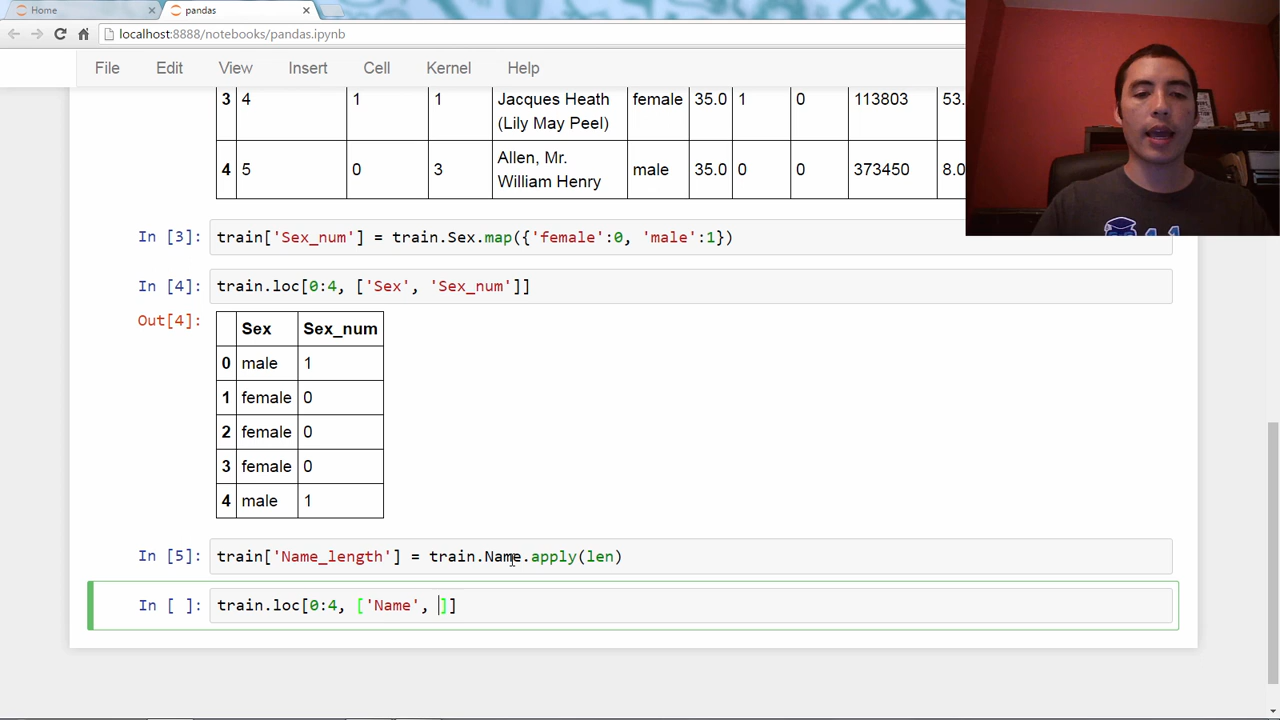 Home
pandas
localhost:8888/notebooks/pandas.ipynb
File Edit View Insert Cell Kernel Help
3 4 1 1 Jacques Heath (Lily May Peel) female 35.0 1 0 113803 53.
4 5 0 3 Allen, Mr. William Henry male 35.0 0 0 373450 8.0
In [3]: train['Sex_num'] = train.Sex.map({'female':0, 'male':1})
In [4]: train.loc[0:4, ['Sex', 'Sex_num']]
Out[4]:
Sex Sex_num
0 male 1
1 female 0
2 female 0
3 female 0
4 male 1
In [5]: train['Name_length'] = train.Name.apply(len)
In [ ]: train.loc[0:4, ['Name', ]]